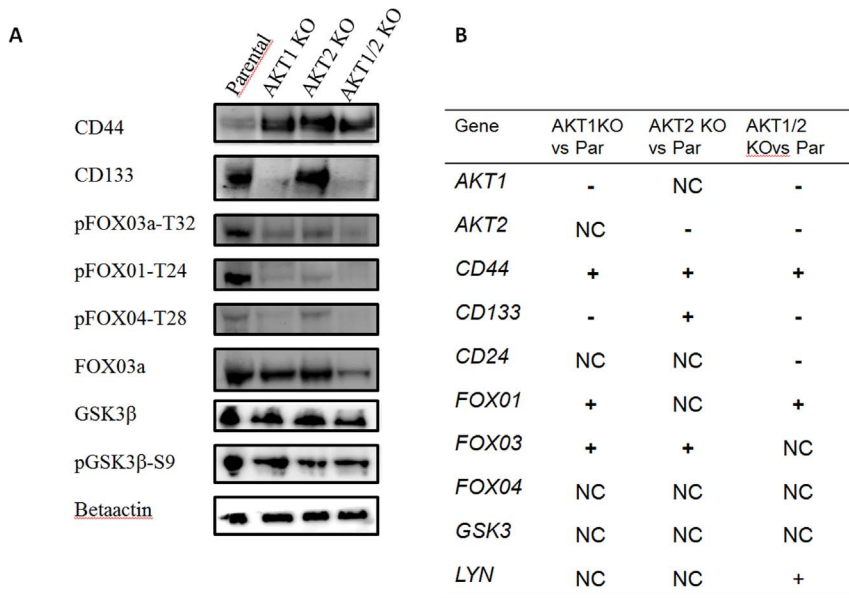 A
B
Parental
AKT1 KO
AKT2 KO
AKT1/2 KO
CD44
CD133
pFOX03a-T32
pFOX01-T24
pFOX04-T28
FOX03a
GSK3β
pGSK3β-S9
Betaactin
Gene AKT1KO vs Par AKT2 KO vs Par AKT1/2 KOvs Par
AKT1 - NC -
AKT2 NC - -
CD44 + + +
CD133 - + -
CD24 NC NC -
FOX01 + NC +
FOX03 + + NC
FOX04 NC NC NC
GSK3 NC NC NC
LYN NC NC +